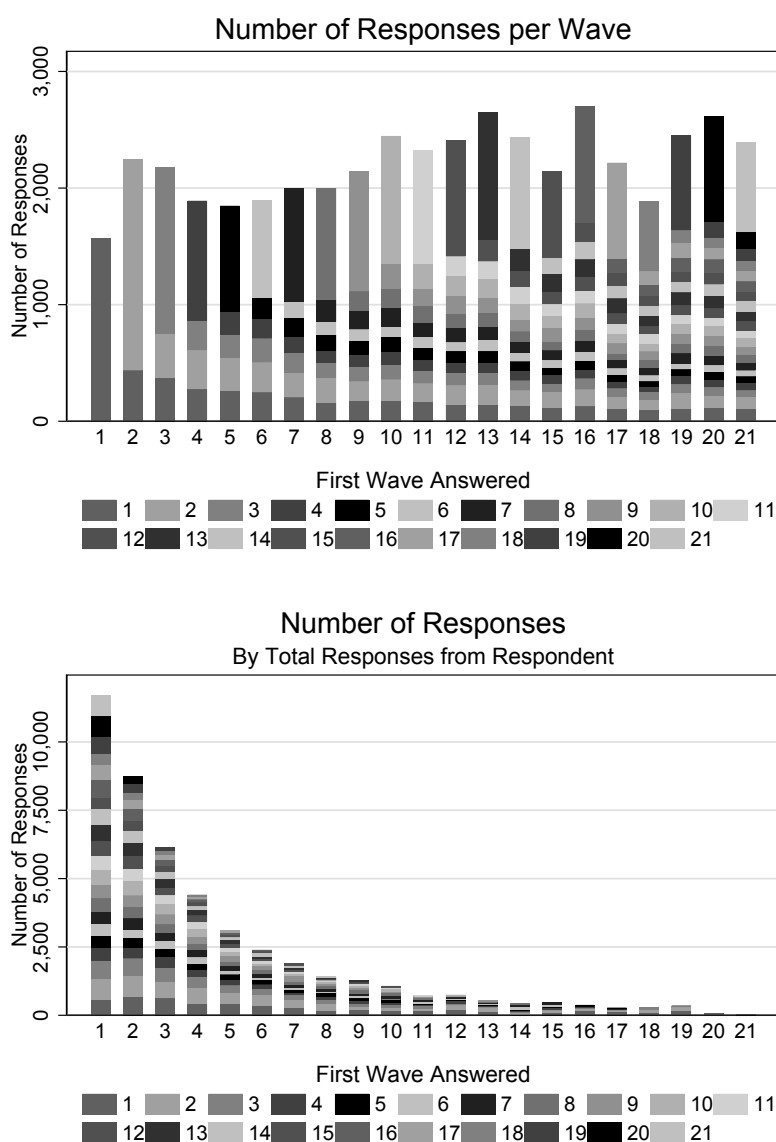 Number of Responses per Wave
Number of Responses
3,000
2,000
1,000
0
1 2 3 4 5 6 7 8 9 10 11 12 13 14 15 16 17 18 19 20 21
First Wave Answered
1 2 3 4 5 6 7 8 9 10 11
12 13 14 15 16 17 18 19 20 21
Number of Responses
By Total Responses from Respondent
Number of Responses
10,000
7,500
5,000
2,500
0
1 2 3 4 5 6 7 8 9 10 11 12 13 14 15 16 17 18 19 20 21
First Wave Answered
1 2 3 4 5 6 7 8 9 10 11
12 13 14 15 16 17 18 19 20 21